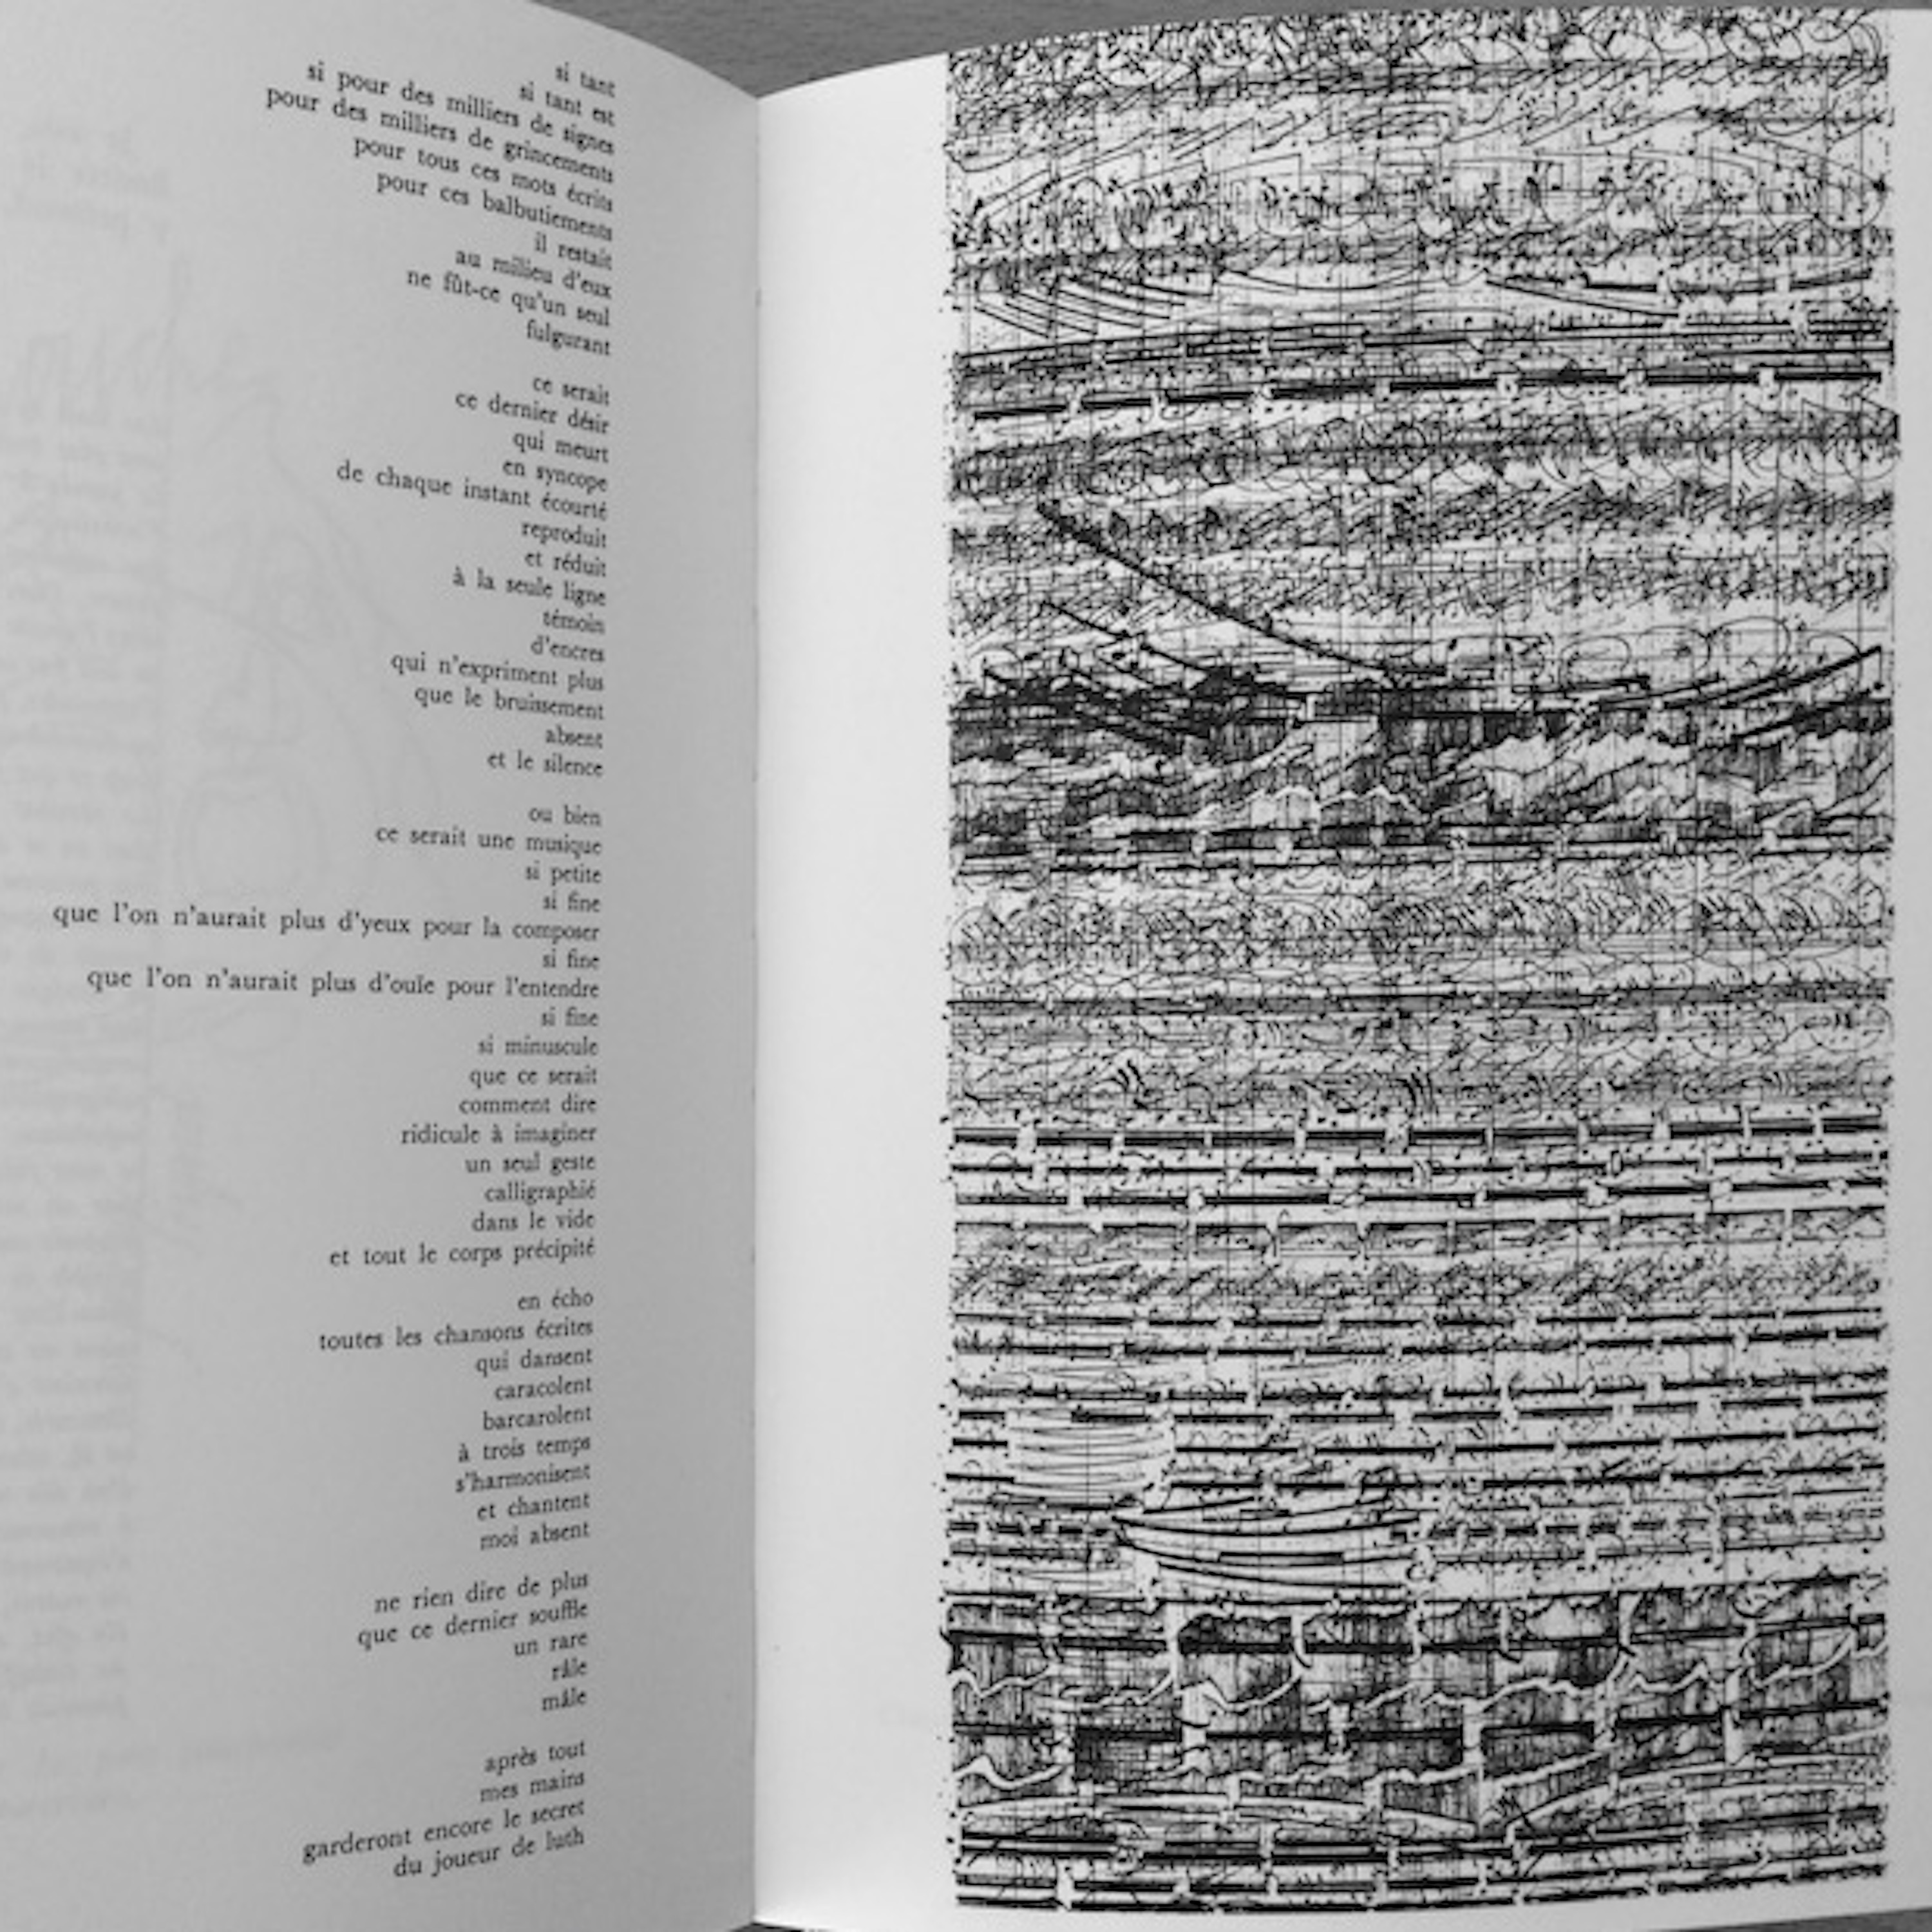 si tant
si tant est
si pour des milliers de signes
pour des milliers de grincements
pour tous ces mots écrits
pour ces balbutiements
il restait
au milieu d'eux
ne fût-ce qu'un seul
fulgurant
ce serait
ce dernier désir
qui meurt
en syncope
de chaque instant écourté
reproduit
et réduit
à la seule ligne
témoin
d'encres
qui n'expriment plus
que le bruissement
absent
et le silence
ou bien
ce serait une musique
si petite
si fine
que l'on n'aurait plus d'yeux pour la composer
si fine
que l'on n'aurait plus d'ouïe pour l'entendre
si fine
si minuscule
que ce serait
comment dire
ridicule à imaginer
un seul geste
calligraphié
dans le vide
et tout le corps précipité
en écho
toutes les chansons écrites
qui dansent
caracolent
barcarolent
à trois temps
s'harmonisent
et chantent
moi absent
ne rien dire de plus
que ce dernier souffle
un rare
râle
mâle
après tout
mes mains
garderont encore le secret
du joueur de luth